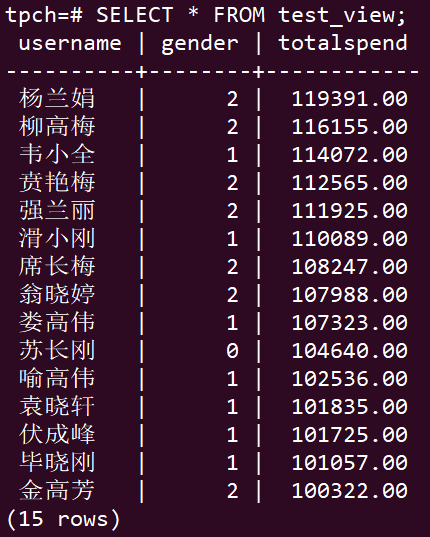 tpch=# SELECT * FROM test_view;
 username | gender | totalspend
----------+--------+------------
 杨兰娟   |      2 |  119391.00
 柳高梅   |      2 |  116155.00
 韦小全   |      1 |  114072.00
 贲艳梅   |      2 |  112565.00
 强兰丽   |      2 |  111925.00
 滑小刚   |      1 |  110089.00
 席长梅   |      2 |  108247.00
 翁晓婷   |      2 |  107988.00
 娄高伟   |      1 |  107323.00
 苏长刚   |      0 |  104640.00
 喻高伟   |      1 |  102536.00
 袁晓轩   |      1 |  101835.00
 伏成峰   |      1 |  101725.00
 毕晓刚   |      1 |  101057.00
 金高芳   |      2 |  100322.00
(15 rows)